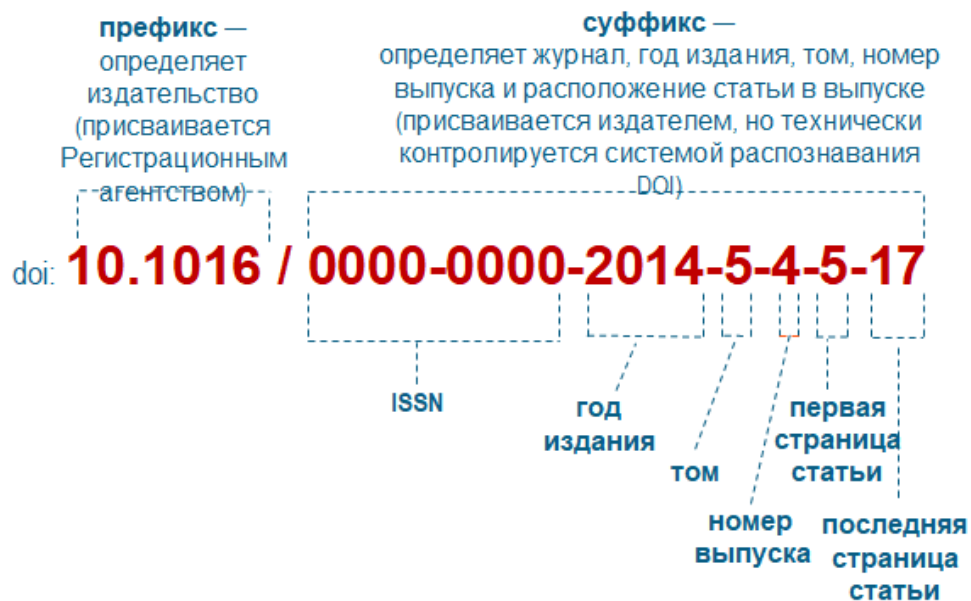 префикс —
определяет
издательство
(присваивается
Регистрационным
агентством)
суффикс —
определяет журнал, год издания, том, номер
выпуска и расположение статьи в выпуске
(присваивается издателем, но технически
контролируется системой распознавания
DOI)
doi: 10.1016 / 0000-0000-2014-5-4-5-17
ISSN
год
издания
том
номер
выпуска
первая
страница
статьи
последняя
страница
статьи